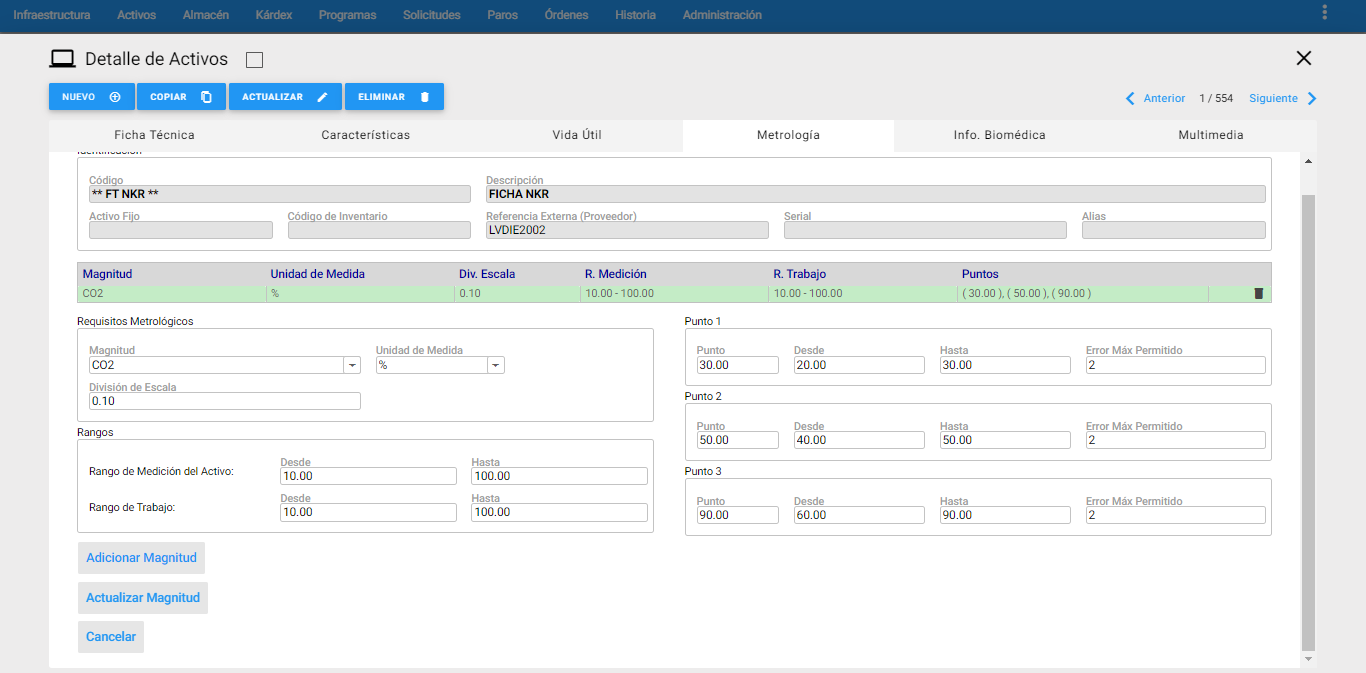 Infraestructura Activos Almacén Kárdex Programas Solicitudes Paros Órdenes Historia Administración
Detalle de Activos
NUEVO COPIAR ACTUALIZAR ELIMINAR
Anterior 1 / 554 Siguiente
Ficha Técnica Características Vida Útil Metrología Info. Biomédica Multimedia
Identificación
Código Descripción
** FT NKR ** FICHA NKR
Activo Fijo Código de Inventario Referencia Externa (Proveedor) Serial Alias
LVDIE2002
Magnitud Unidad de Medida Div. Escala R. Medición R. Trabajo Puntos
CO2 % 0.10 10.00 - 100.00 10.00 - 100.00 ( 30.00 ), ( 50.00 ), ( 90.00 )
Requisitos Metrológicos
Magnitud Unidad de Medida
CO2 %
División de Escala
0.10
Rangos
Desde Hasta
Rango de Medición del Activo: 10.00 100.00
Desde Hasta
Rango de Trabajo: 10.00 100.00
Punto 1
Punto Desde Hasta Error Máx Permitido
30.00 20.00 30.00 2
Punto 2
Punto Desde Hasta Error Máx Permitido
50.00 40.00 50.00 2
Punto 3
Punto Desde Hasta Error Máx Permitido
90.00 60.00 90.00 2
Adicionar Magnitud
Actualizar Magnitud
Cancelar